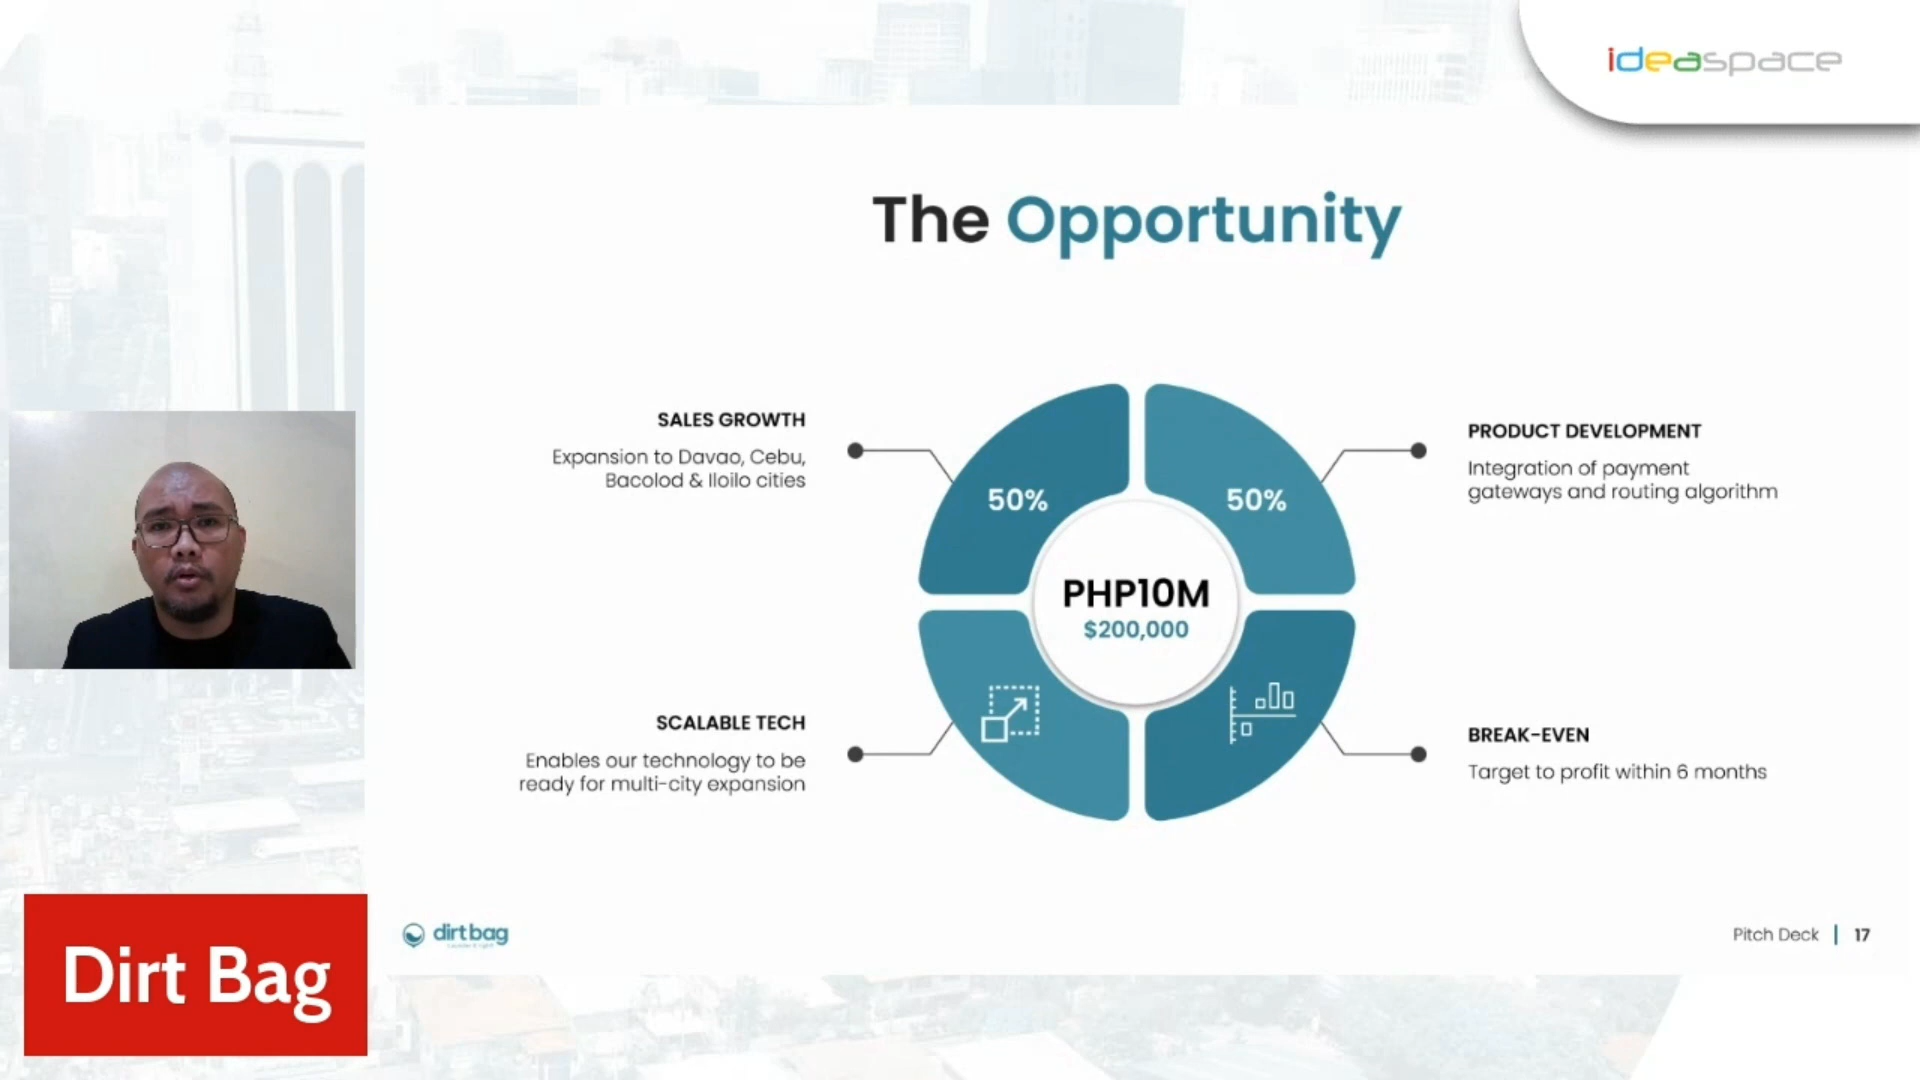 ideaspace
The Opportunity
SALES GROWTH
Expansion to Davao, Cebu,
Bacolod & Iloilo cities
50%
50%
PRODUCT DEVELOPMENT
Integration of payment
gateways and routing algorithm
PHP10M
$200,000
SCALABLE TECH
Enables our technology to be
ready for multi-city expansion
BREAK-EVEN
Target to profit within 6 months
Dirt Bag
dirtbag
Pitch Deck | 17